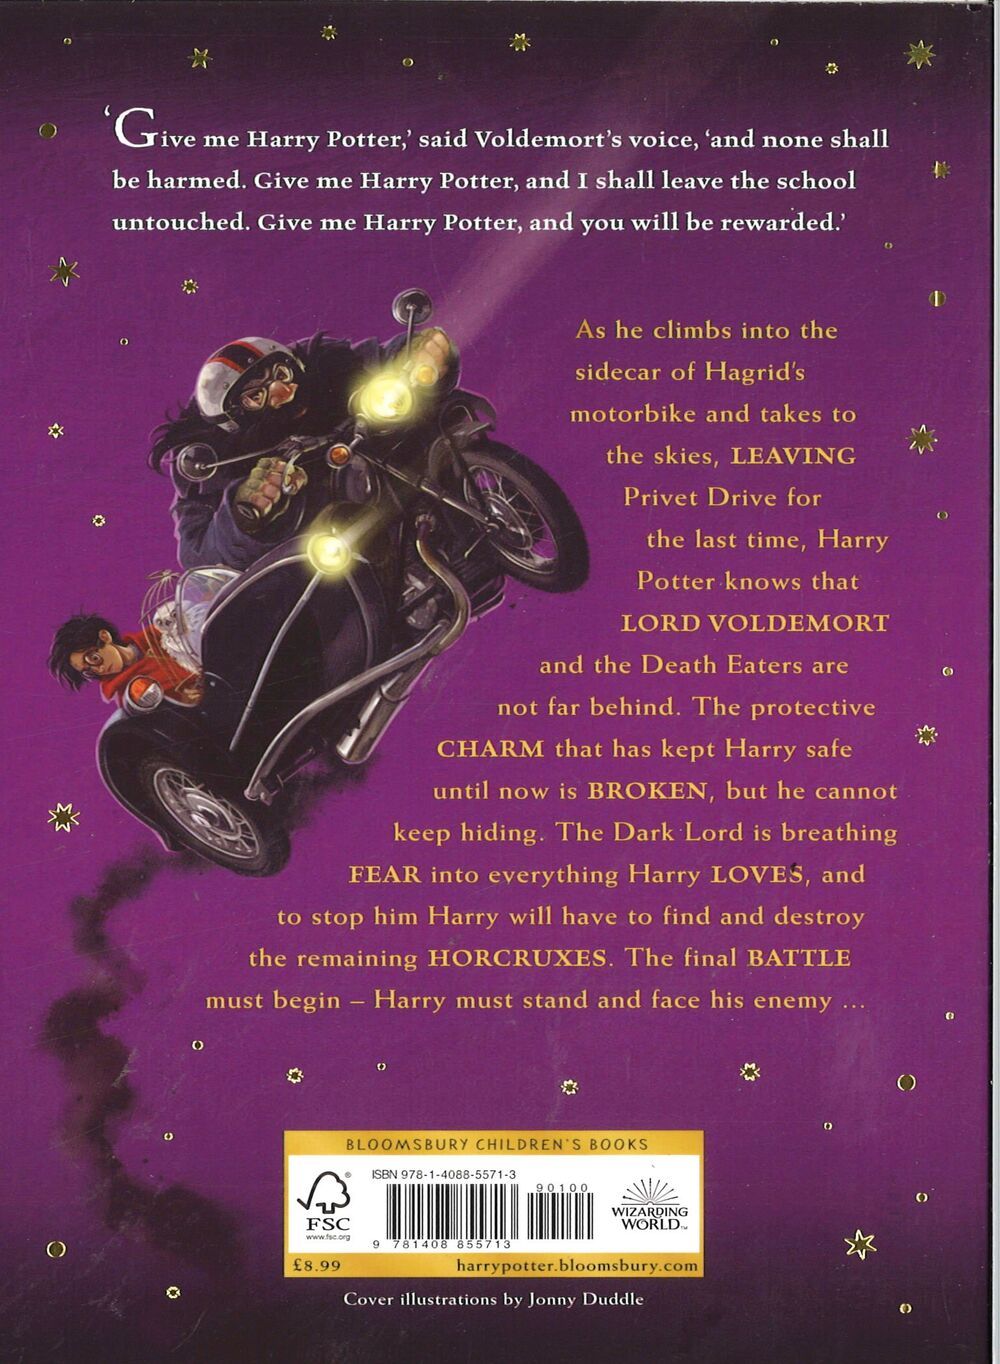 ‘Give me Harry Potter,’ said Voldemort’s voice, ‘and none shall
be harmed. Give me Harry Potter, and I shall leave the school
untouched. Give me Harry Potter, and you will be rewarded.’
As he climbs into the
sidecar of Hagrid’s
motorbike and takes to
the skies, LEAVING
Privet Drive for
the last time, Harry
Potter knows that
LORD VOLDEMORT
and the Death Eaters are
not far behind. The protective
CHARM that has kept Harry safe
until now is BROKEN, but he cannot
keep hiding. The Dark Lord is breathing
FEAR into everything Harry LOVES, and
to stop him Harry will have to find and destroy
the remaining HORCRUXES. The final BATTLE
must begin – Harry must stand and face his enemy ...
BLOOMSBURY CHILDREN’S BOOKS
FSC
www.fsc.org
®
ISBN 978-1-4088-5571-3
90100
9 781408 855713
WIZARDING
WORLD™
£8.99
harrypotter.bloomsbury.com
Cover illustrations by Jonny Duddle